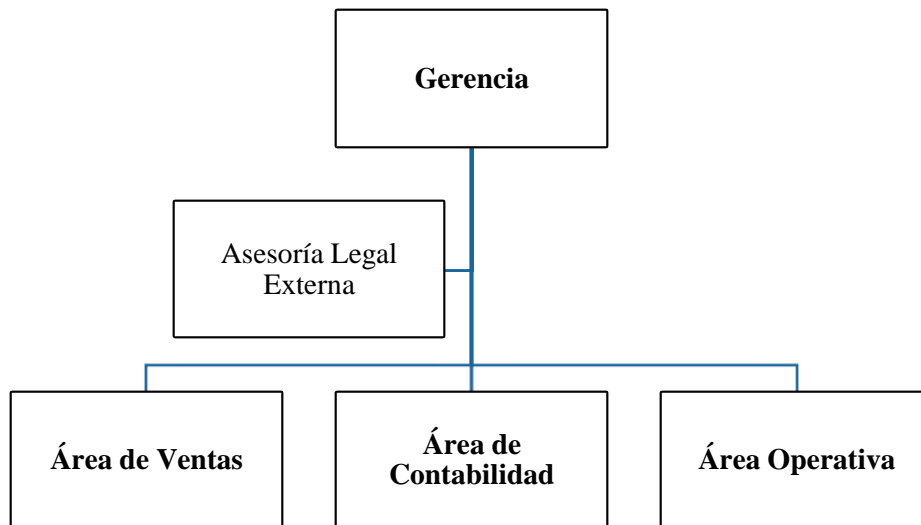 Gerencia
Asesoría Legal
Externa
Área de Ventas
Área de
Contabilidad
Área Operativa